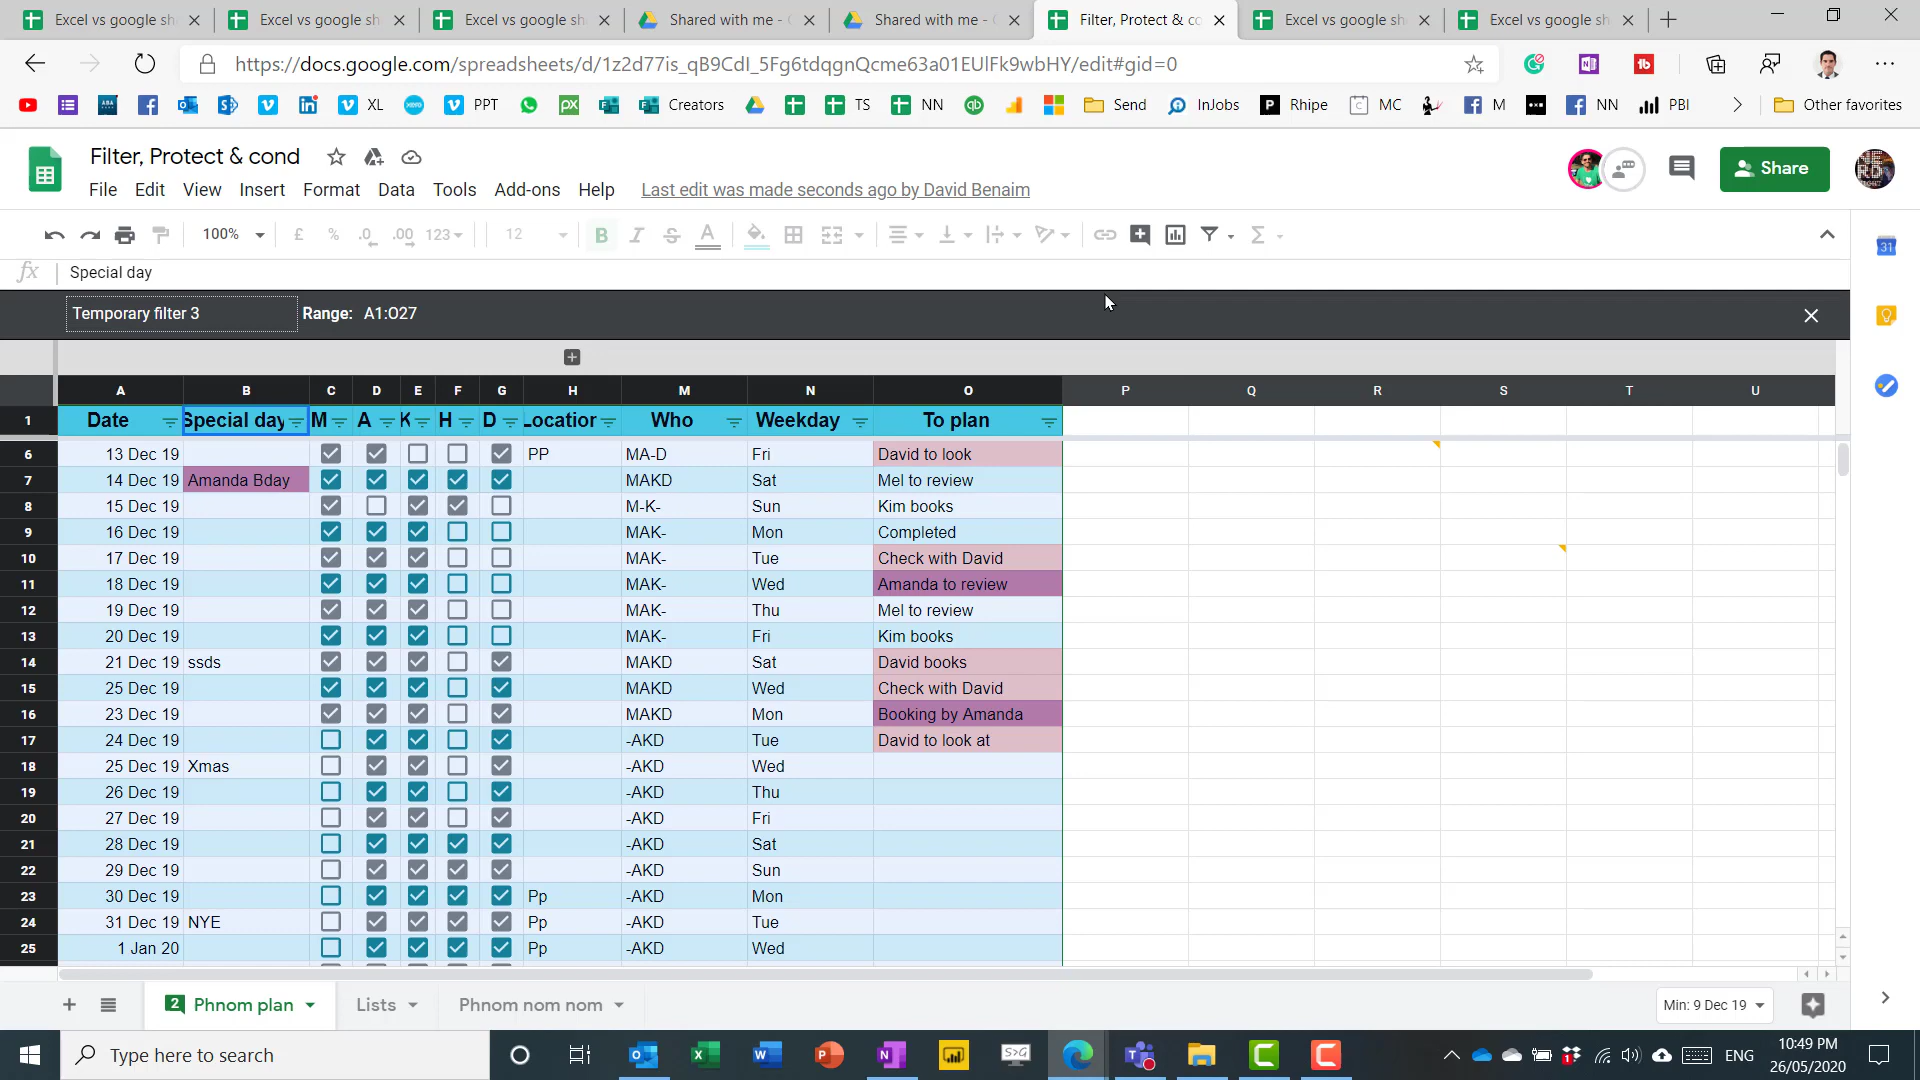 Excel vs google sh
Excel vs google sh
Excel vs google sh
Shared with me -
Shared with me -
Filter, Protect & co
Excel vs google sh
Excel vs google sh
https://docs.google.com/spreadsheets/d/1z2d77is_qB9CdI_5Fg6tdqgnQcme63a01EUlFk9wbHY/edit#gid=0
XL PPT Creators TS NN Send InJobs Rhipe MC M NN PBI Other favorites
Filter, Protect & cond
File Edit View Insert Format Data Tools Add-ons Help Last edit was made seconds ago by David Benaim
Share
100% £ % .0 .00 123 12 B I S A
fx Special day
Temporary filter 3 Range: A1:O27
A B C D E F G H M N O P Q R S T U
1 Date Special day M A K H D Location Who Weekday To plan
6 13 Dec 19 PP MA-D Fri David to look
7 14 Dec 19 Amanda Bday MAKD Sat Mel to review
8 15 Dec 19 M-K- Sun Kim books
9 16 Dec 19 MAK- Mon Completed
10 17 Dec 19 MAK- Tue Check with David
11 18 Dec 19 MAK- Wed Amanda to review
12 19 Dec 19 MAK- Thu Mel to review
13 20 Dec 19 MAK- Fri Kim books
14 21 Dec 19 ssds MAKD Sat David books
15 25 Dec 19 MAKD Wed Check with David
16 23 Dec 19 MAKD Mon Booking by Amanda
17 24 Dec 19 -AKD Tue David to look at
18 25 Dec 19 Xmas -AKD Wed
19 26 Dec 19 -AKD Thu
20 27 Dec 19 -AKD Fri
21 28 Dec 19 -AKD Sat
22 29 Dec 19 -AKD Sun
23 30 Dec 19 Pp -AKD Mon
24 31 Dec 19 NYE Pp -AKD Tue
25 1 Jan 20 Pp -AKD Wed
2 Phnom plan Lists Phnom nom nom Min: 9 Dec 19
Type here to search
ENG
10:49 PM
26/05/2020